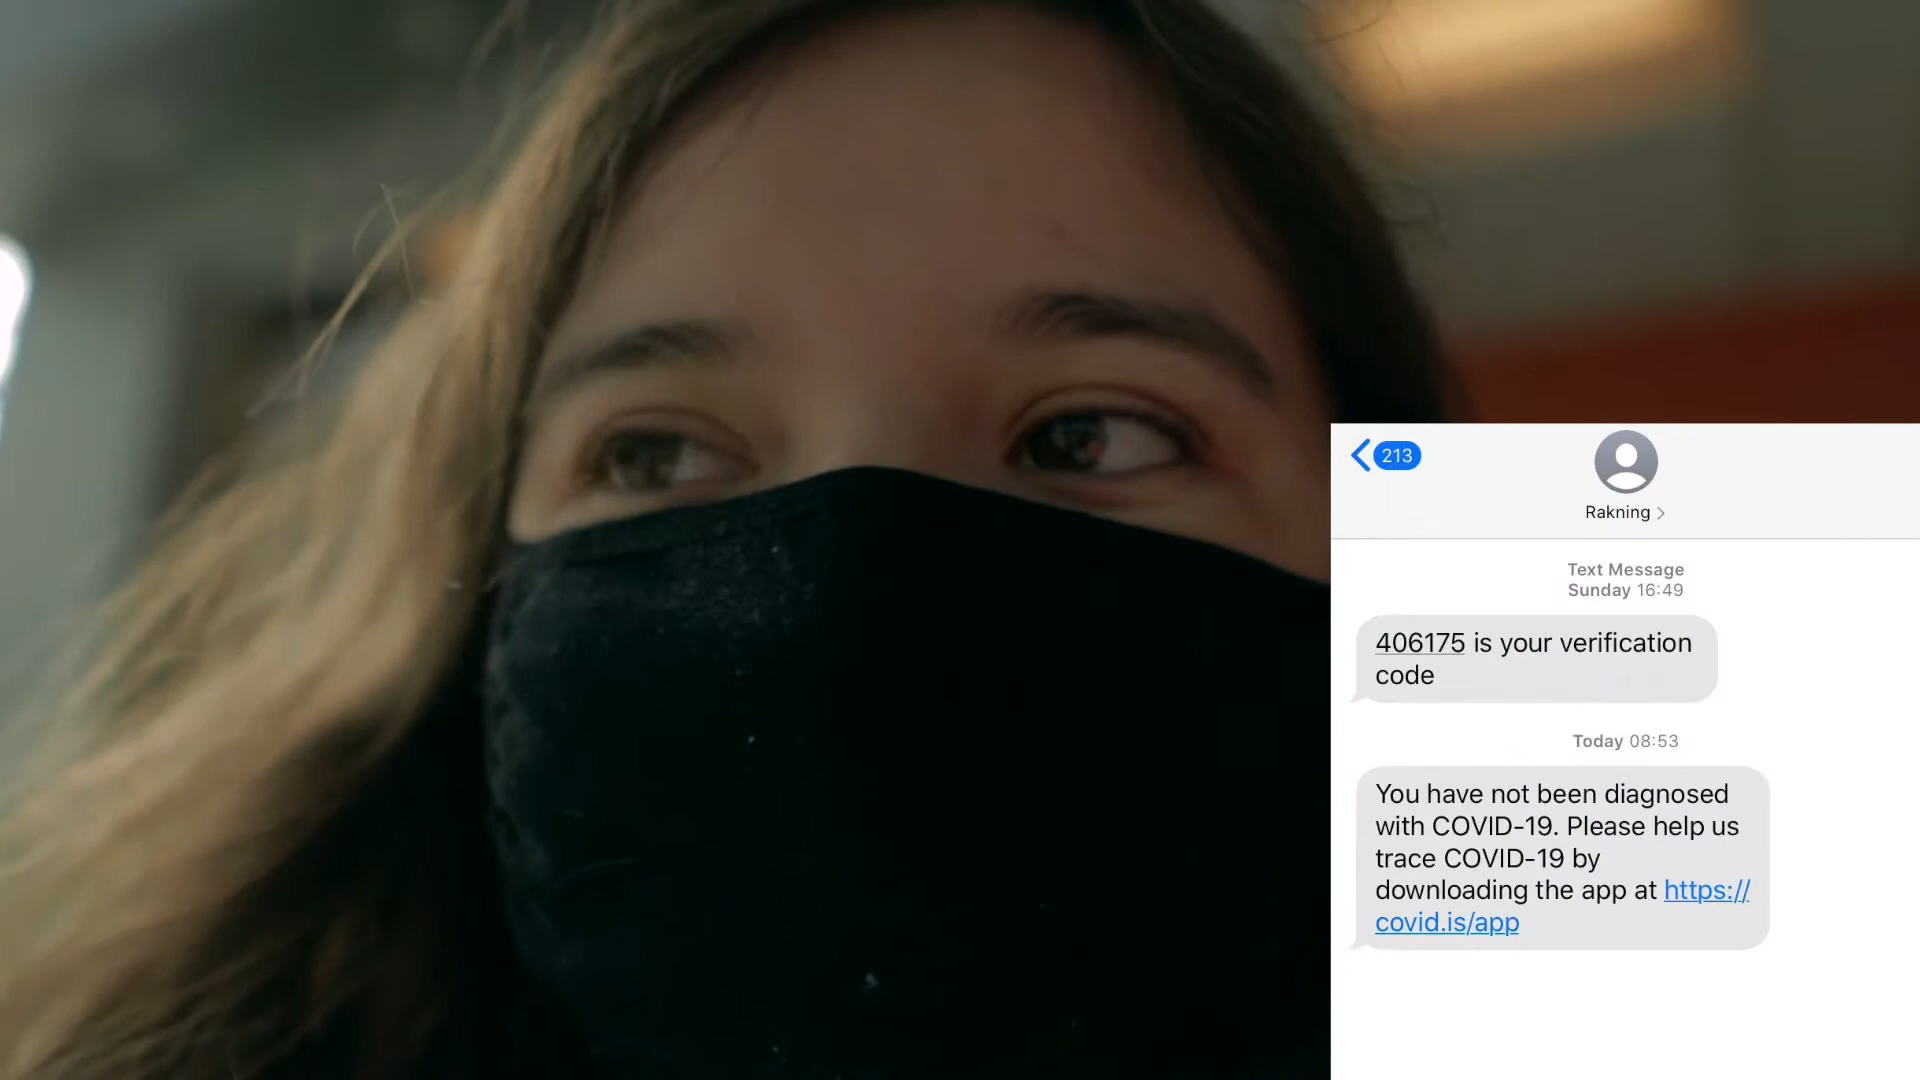 213
Rakning
Text Message
Sunday 16:49
406175 is your verification
code
Today 08:53
You have not been diagnosed
with COVID-19. Please help us
trace COVID-19 by
downloading the app at https://
covid.is/app